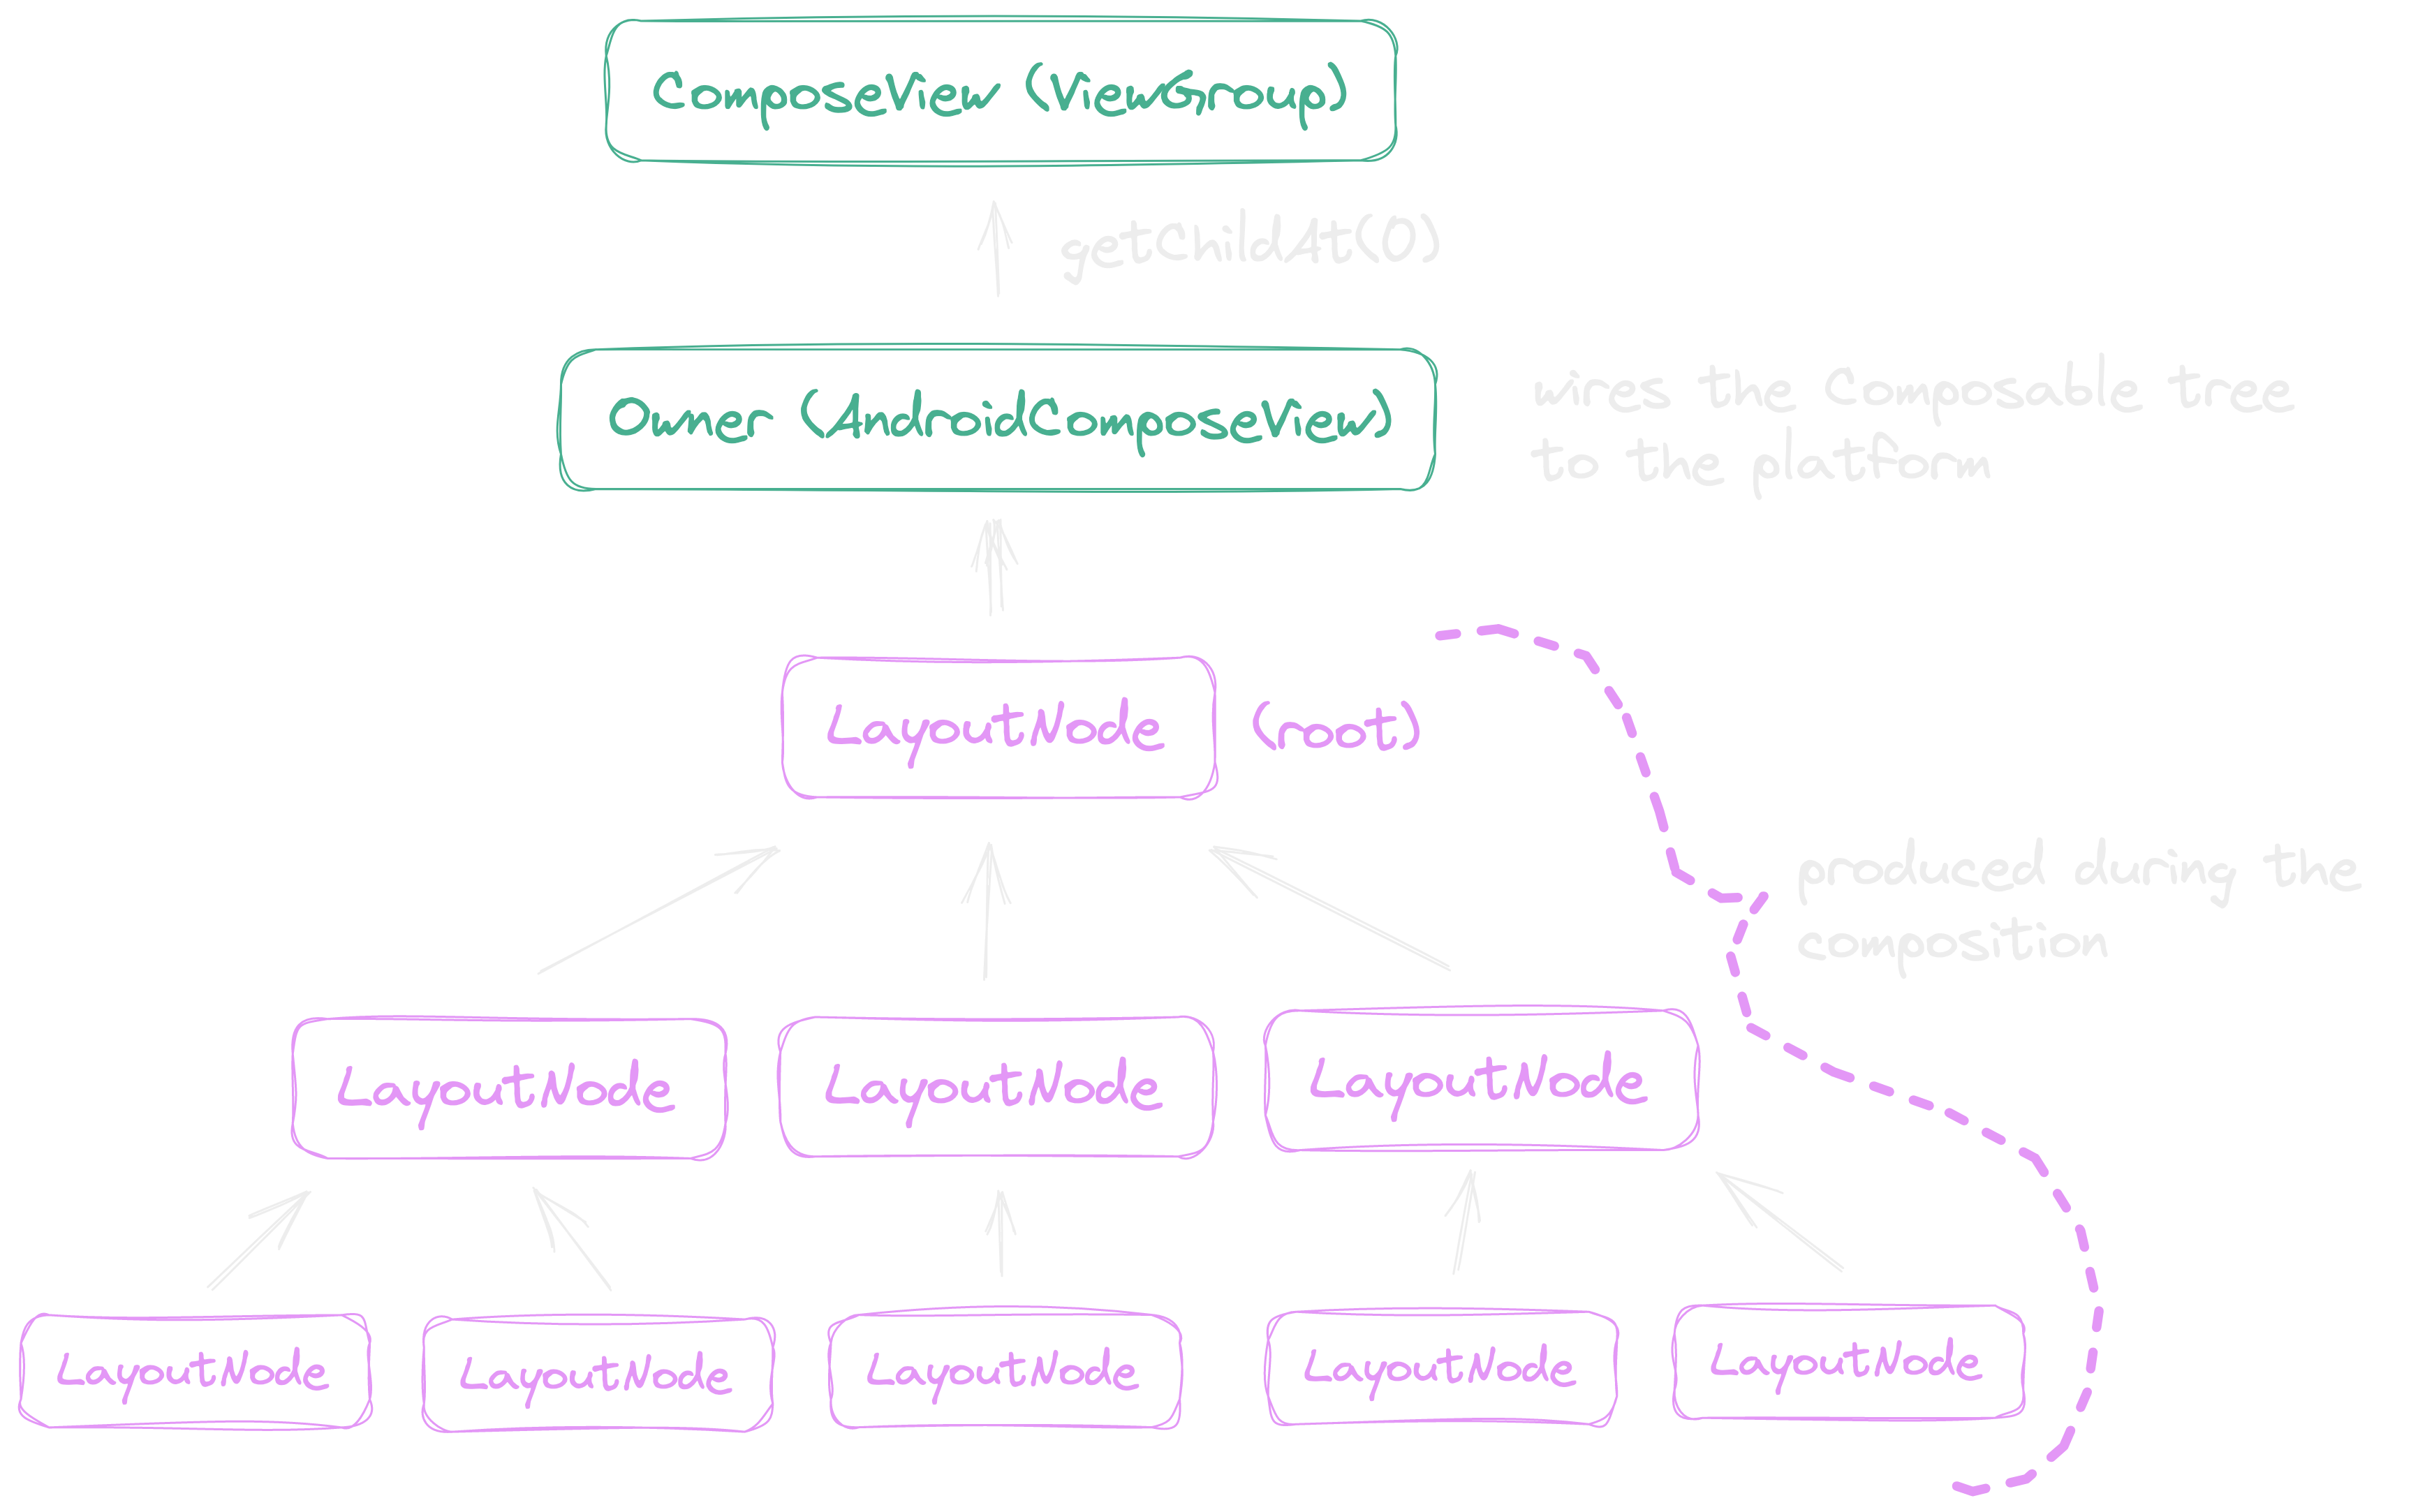 ComposeView (ViewGroup)
getChildAt(0)
Owner (AndroidComposeView)
wires the Composable tree
to the platform
LayoutNode (root)
produced during the
composition
LayoutNode LayoutNode LayoutNode
LayoutNode LayoutNode LayoutNode LayoutNode LayoutNode